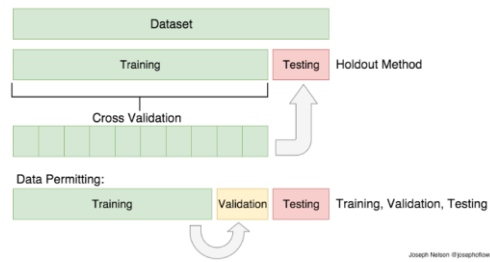 Dataset
Training Testing Holdout Method
Cross Validation
Data Permitting:
Training Validation Testing Training, Validation, Testing
Joseph Nelson @josephofiow